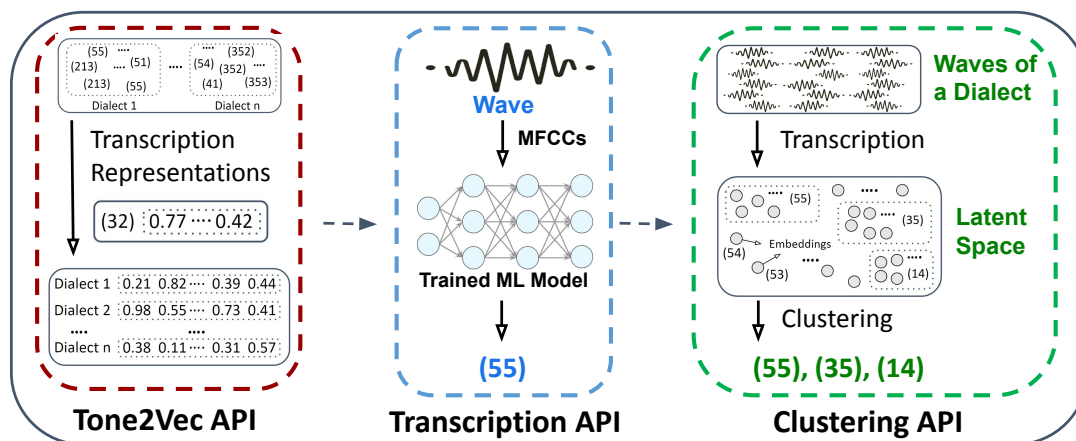 (55) ····
(213) ···· (51)
(213) (55)
Dialect 1
····
···· (352)
(54) (352) ····
(41) (353)
Dialect n
Transcription
Representations
(32) 0.77 ···· 0.42
Dialect 1 0.21 0.82 ···· 0.39 0.44
Dialect 2 0.98 0.55 ···· 0.73 0.41
···· ····
Dialect n 0.38 0.11 ···· 0.31 0.57
Tone2Vec API
Wave
MFCCs
Trained ML Model
(55)
Transcription API
Waves of
a Dialect
Transcription
···· (55)
····
···· (35)
(54) Embeddings
(53) ····
···· (14)
Latent
Space
Clustering
(55), (35), (14)
Clustering API